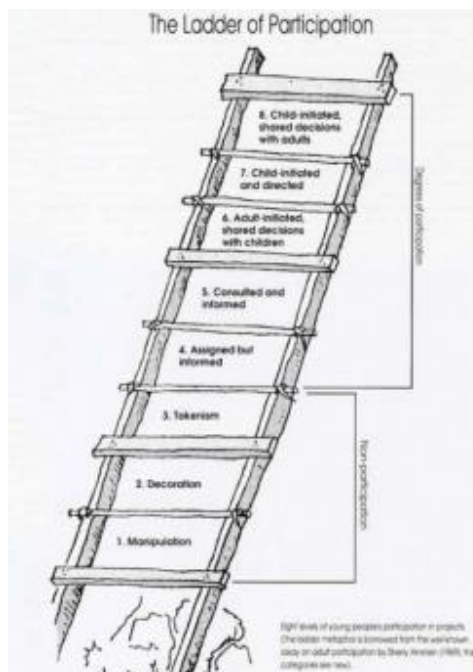 The Ladder of Participation
8. Child-initiated,
shared decisions
with adults
7. Child-initiated
and directed
6. Adult-initiated,
shared decisions
with children
5. Consulted and
informed
4. Assigned but
informed
3. Tokenism
2. Decoration
1. Manipulation
Degrees of participation
Non-participation
Eight levels of young people's participation in projects.
(The ladder metaphor is borrowed from the well-known
essay on adult participation by Sherry Arnstein (1969); the
categories are new.)